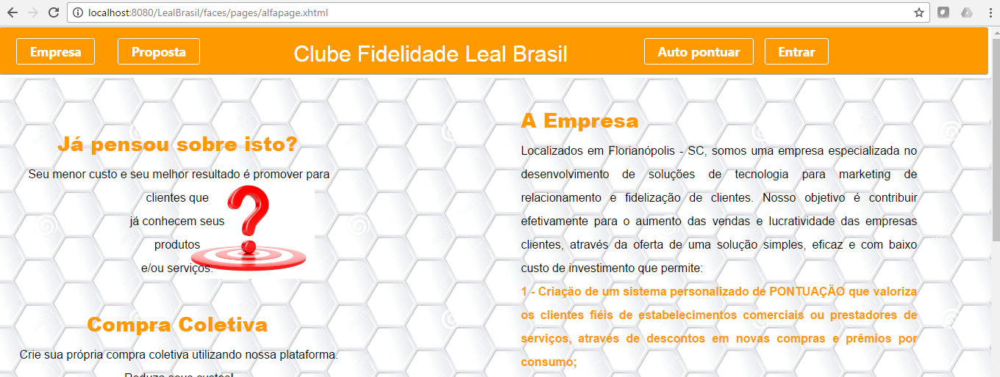 localhost:8080/LealBrasil/faces/pages/alfapage.xhtml
Empresa
Proposta
Clube Fidelidade Leal Brasil
Auto pontuar
Entrar
Já pensou sobre isto?
Seu menor custo e seu melhor resultado é promover para
clientes que
já conhecem seus
produtos
e/ou serviços.
Compra Coletiva
Crie sua própria compra coletiva utilizando nossa plataforma.
Reduza seus custos!
A Empresa
Localizados em Florianópolis - SC, somos uma empresa especializada no
desenvolvimento de soluções de tecnologia para marketing de
relacionamento e fidelização de clientes. Nosso objetivo é contribuir
efetivamente para o aumento das vendas e lucratividade das empresas
clientes, através da oferta de uma solução simples, eficaz e com baixo
custo de investimento que permite:
1 - Criação de um sistema personalizado de PONTUAÇÃO que valoriza
os clientes fiéis de estabelecimentos comerciais ou prestadores de
serviços, através de descontos em novas compras e prêmios por
consumo;